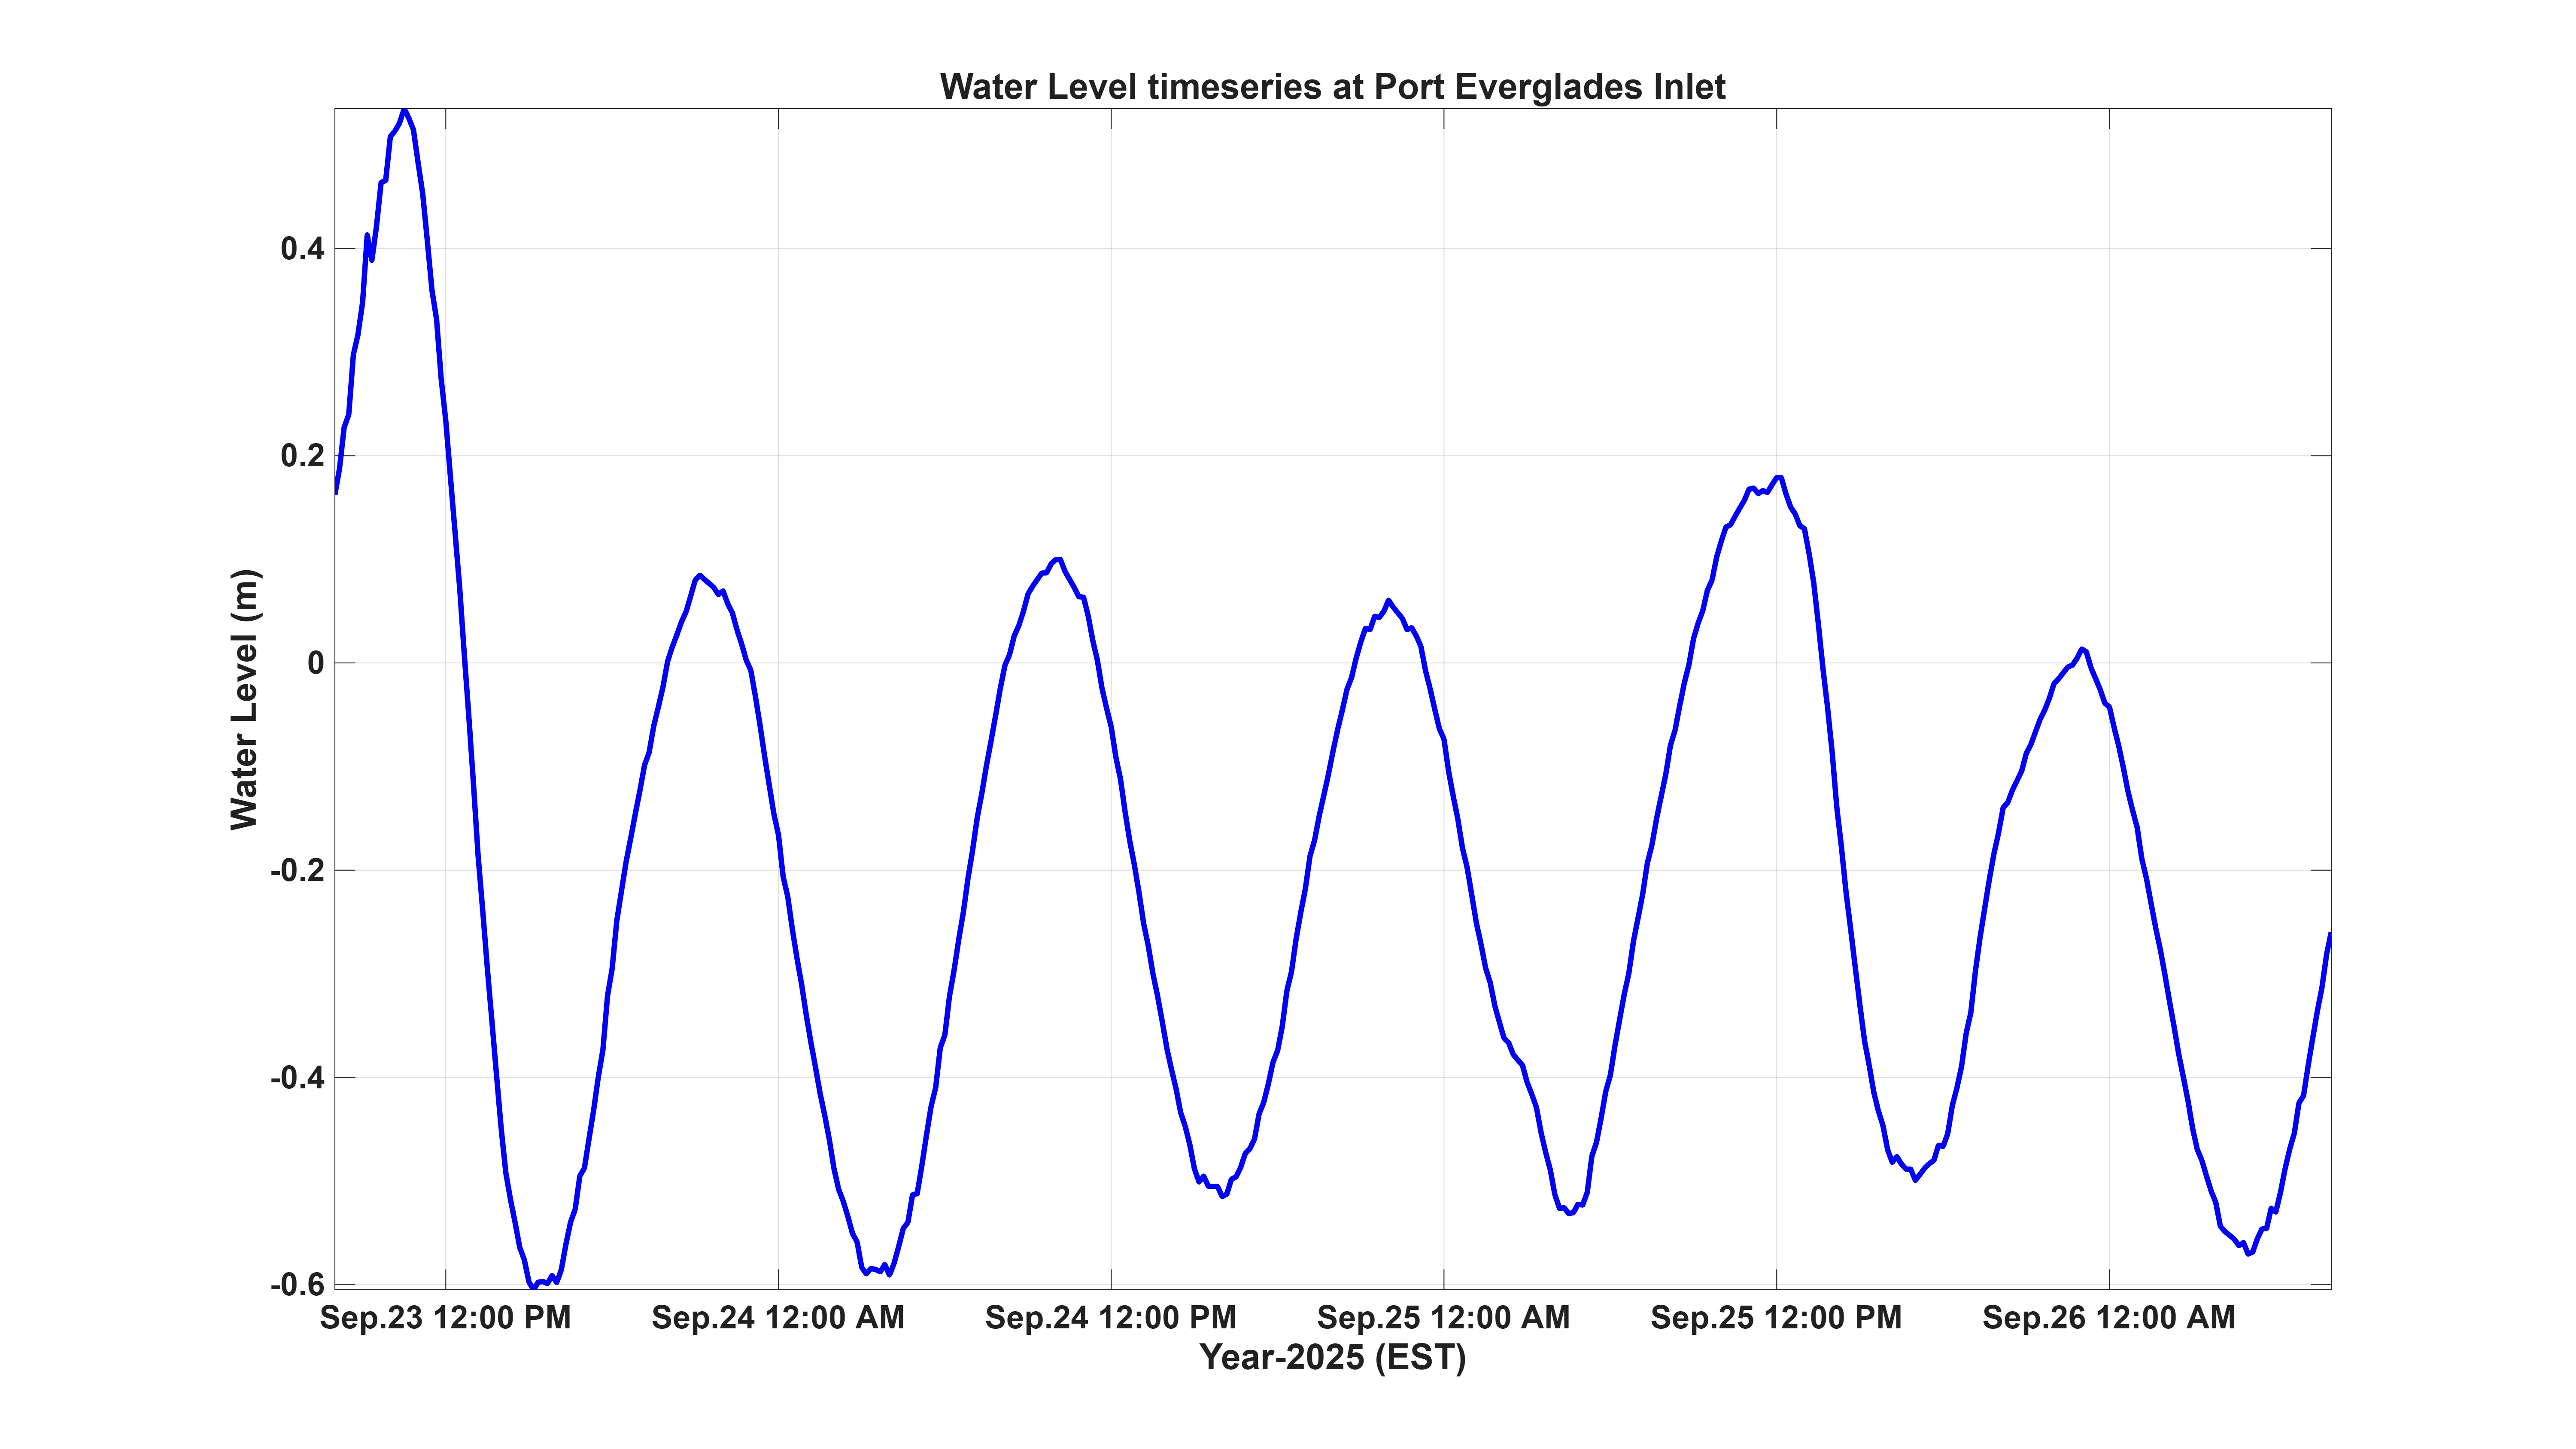 Water Level timeseries at Port Everglades Inlet
0.4
0.2
0
-0.2
-0.4
-0.6
Water Level (m)
Sep.23 12:00 PM
Sep.24 12:00 AM
Sep.24 12:00 PM
Sep.25 12:00 AM
Sep.25 12:00 PM
Sep.26 12:00 AM
Year-2025 (EST)